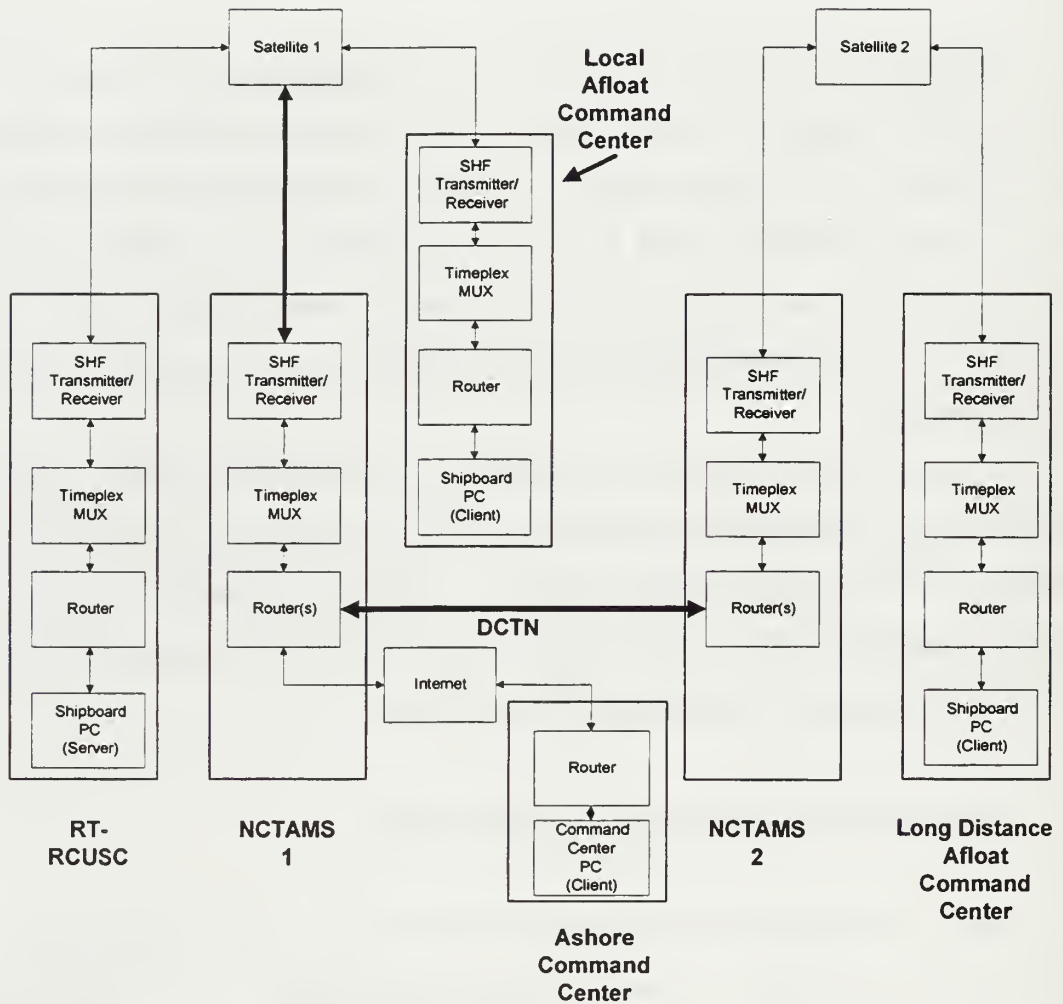 Satellite 1
Satellite 2
Local
Afloat
Command
Center
SHF
Transmitter/
Receiver
Timeplex
MUX
Router
Shipboard
PC
(Client)
SHF
Transmitter/
Receiver
Timeplex
MUX
Router
Shipboard
PC
(Server)
RT-
RCUSC
SHF
Transmitter/
Receiver
Timeplex
MUX
Router(s)
NCTAMS
1
DCTN
Internet
Router
Command
Center
PC
(Client)
Ashore
Command
Center
SHF
Transmitter/
Receiver
Timeplex
MUX
Router(s)
NCTAMS
2
SHF
Transmitter/
Receiver
Timeplex
MUX
Router
Shipboard
PC
(Client)
Long Distance
Afloat
Command
Center